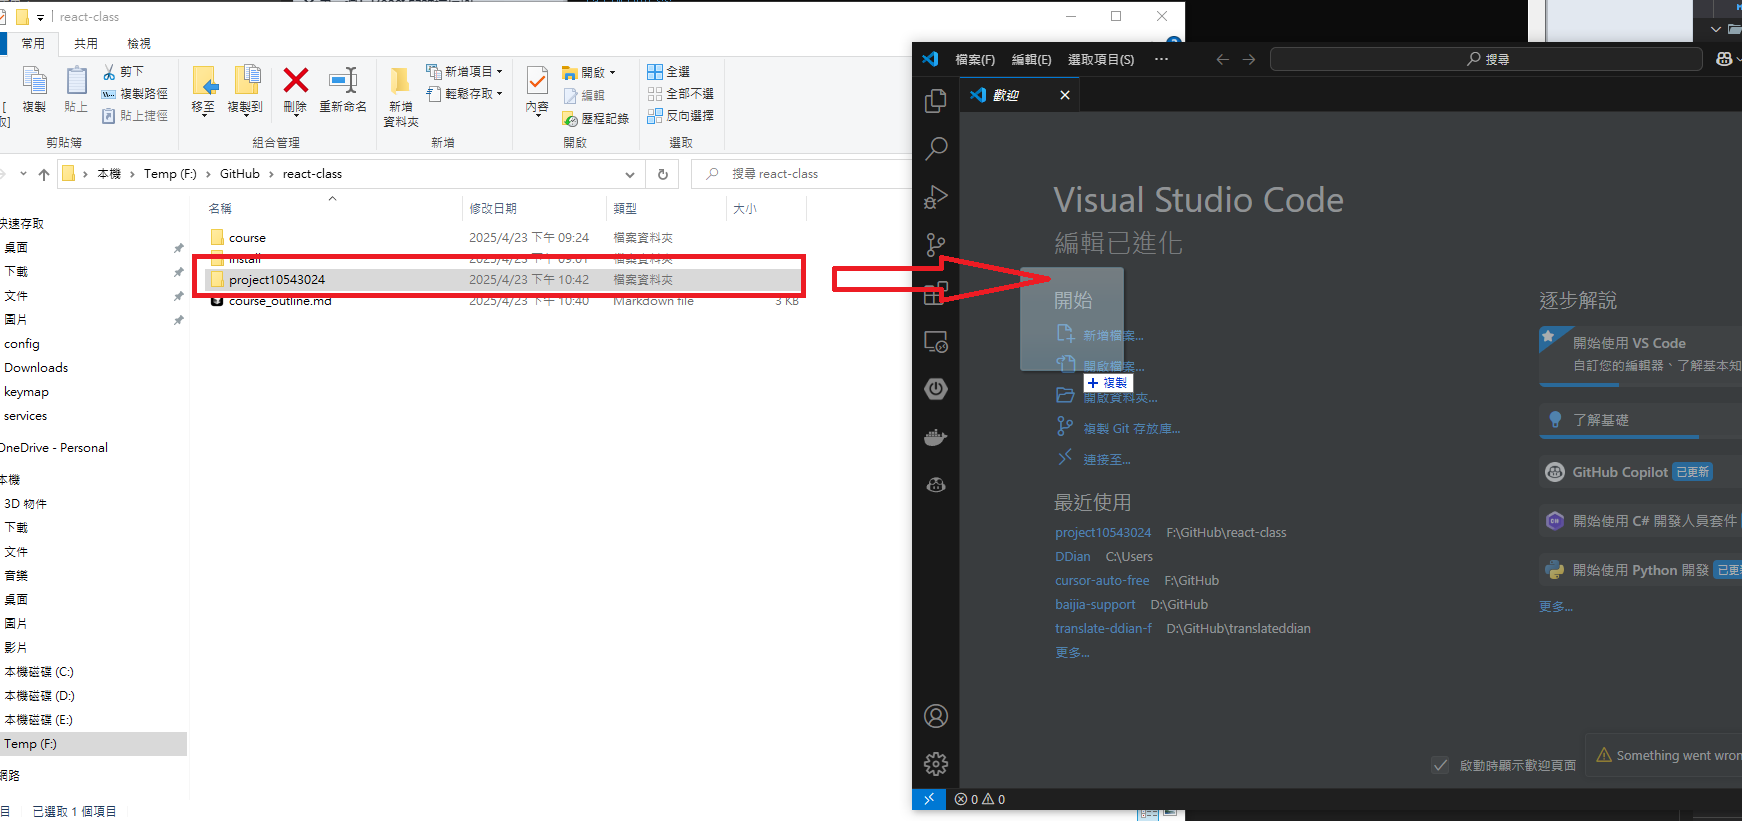 react-class
常用 共用 檢視
複製
貼上
剪下
複製路徑
貼上捷徑
剪貼簿
移至
複製到
刪除
重新命名
組合管理
新增
資料夾
新增項目
輕鬆存取
新增
內容
開啟
編輯
歷程記錄
開啟
全選
全部不選
反向選擇
選取
本機 › Temp (F:) › GitHub › react-class
搜尋 react-class
名稱 修改日期 類型 大小
course 2025/4/23 下午 09:24 檔案資料夾
install 2025/4/23 下午 09:01 檔案資料夾
project10543024 2025/4/23 下午 10:42 檔案資料夾
course_outline.md 2025/4/23 下午 10:40 Markdown file 3 KB
快速存取
桌面
下載
文件
圖片
config
Downloads
keymap
services
OneDrive - Personal
本機
3D 物件
下載
文件
音樂
桌面
圖片
影片
本機磁碟 (C:)
本機磁碟 (D:)
本機磁碟 (E:)
Temp (F:)
網路
目 已選取 1 個項目
檔案(F) 編輯(E) 選取項目(S) ···
搜尋
歡迎
Visual Studio Code
編輯已進化
開始
新增檔案...
開啟檔案...
+ 複製
開啟資料夾...
複製 Git 存放庫...
連接至...
最近使用
project10543024 F:\GitHub\react-class
DDian C:\Users
cursor-auto-free F:\GitHub
baijia-support D:\GitHub
translate-ddian-f D:\GitHub\translateddian
更多...
逐步解說
開始使用 VS Code
自訂您的編輯器、了解基本知
了解基礎
GitHub Copilot 已更新
開始使用 C# 開發人員套件
開始使用 Python 開發 已更
更多...
啟動時顯示歡迎頁面
Something went wron
0 0